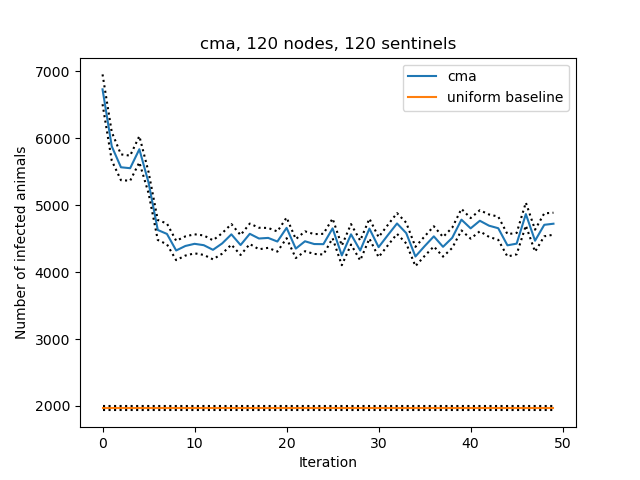 cma, 120 nodes, 120 sentinels
cma
uniform baseline
Number of infected animals
7000
6000
5000
4000
3000
2000
0 10 20 30 40 50
Iteration